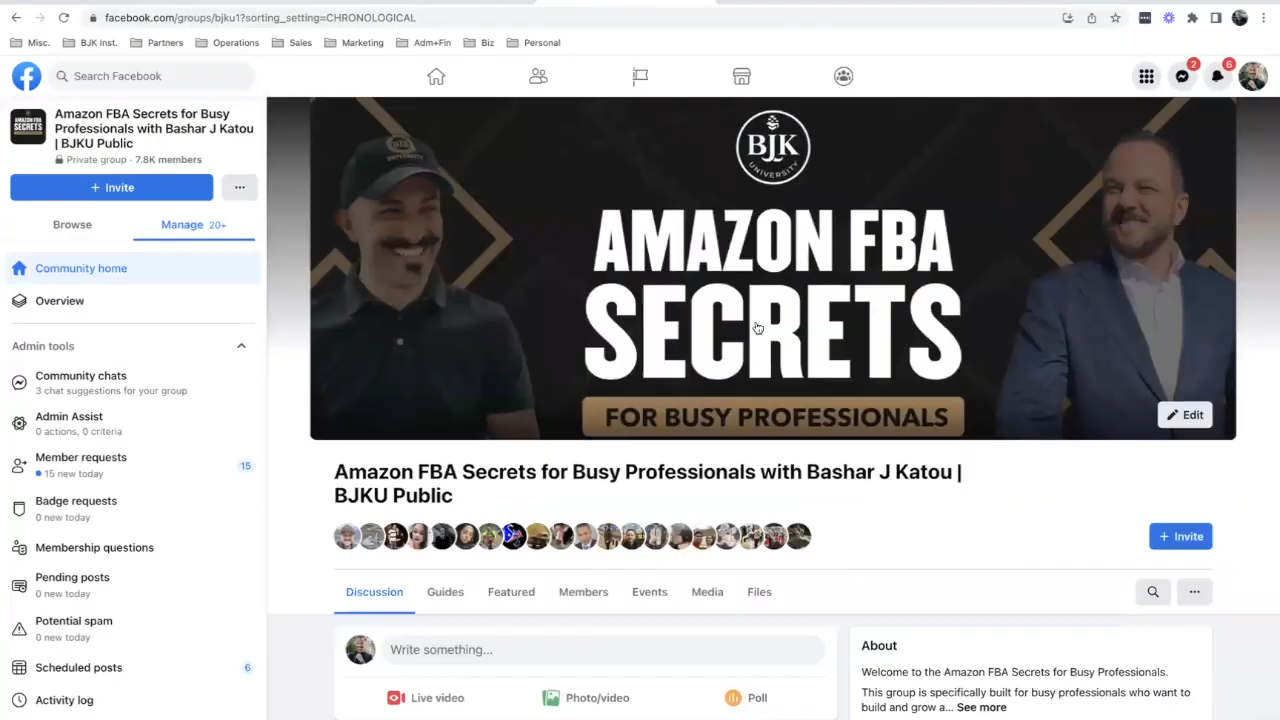 facebook.com/groups/bjku1?sorting_setting=CHRONOLOGICAL
Misc.
BJK Inst.
Partners
Operations
Sales
Marketing
Adm+Fin
Biz
Personal
Search Facebook
2
6
AMAZON FBA
SECRETS
Amazon FBA Secrets for Busy
Professionals with Bashar J Katou
| BJKU Public
Private group · 7.8K members
+ Invite
...
Browse
Manage 20+
Community home
Overview
Admin tools
Community chats
3 chat suggestions for your group
Admin Assist
0 actions, 0 criteria
Member requests
15 new today
15
Badge requests
0 new today
Membership questions
Pending posts
0 new today
Potential spam
0 new today
Scheduled posts
6
Activity log
BJK
UNIVERSITY
AMAZON FBA
SECRETS
FOR BUSY PROFESSIONALS
Edit
Amazon FBA Secrets for Busy Professionals with Bashar J Katou |
BJKU Public
+ Invite
Discussion
Guides
Featured
Members
Events
Media
Files
...
Write something...
Live video
Photo/video
Poll
About
Welcome to the Amazon FBA Secrets for Busy Professionals.
This group is specifically built for busy professionals who want to
build and grow a... See more